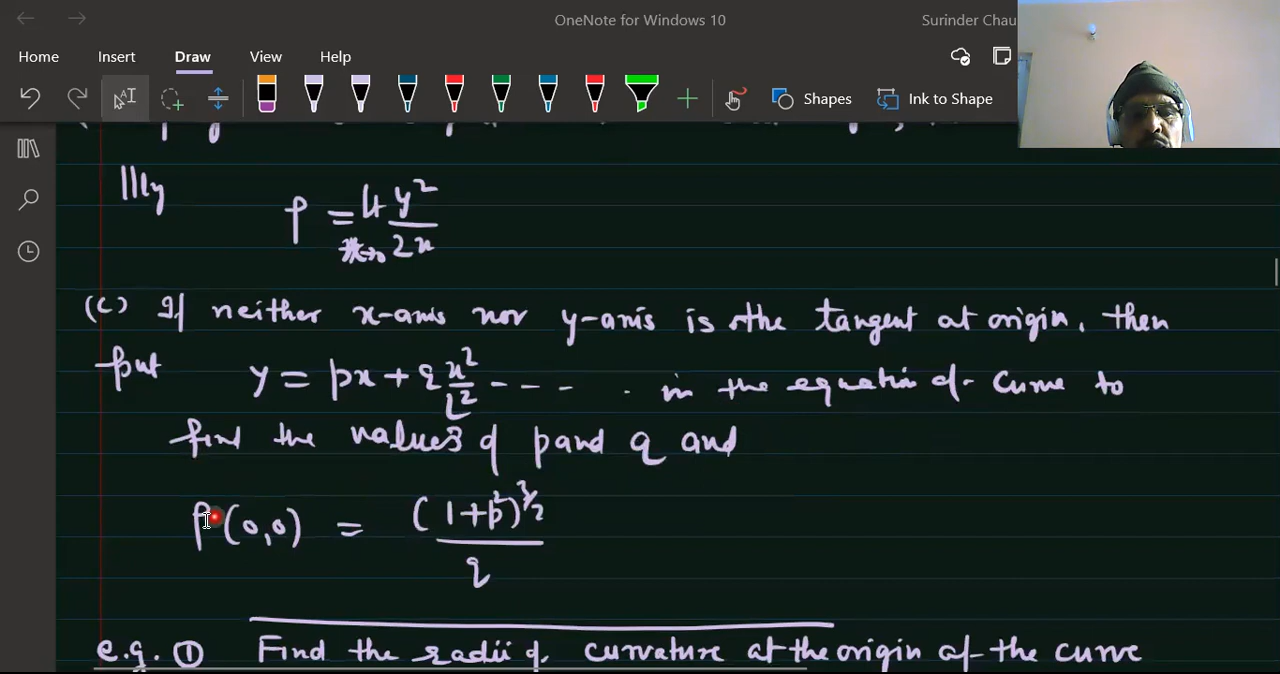 OneNote for Windows 10
Surinder Chau
Home Insert Draw View Help
Shapes Ink to Shape
|||ly
ρ = Lt y²/2x
x→0
(C) If neither x-axis nor y-axis is the tangent at origin, then
put y = px + q x²/L2 - - - - . in the equation of curve to
find the values of p and q and
ρ(0,0) = (1+p²)^3/2 / q
e.g. ① Find the radii of curvature at the origin of the curve